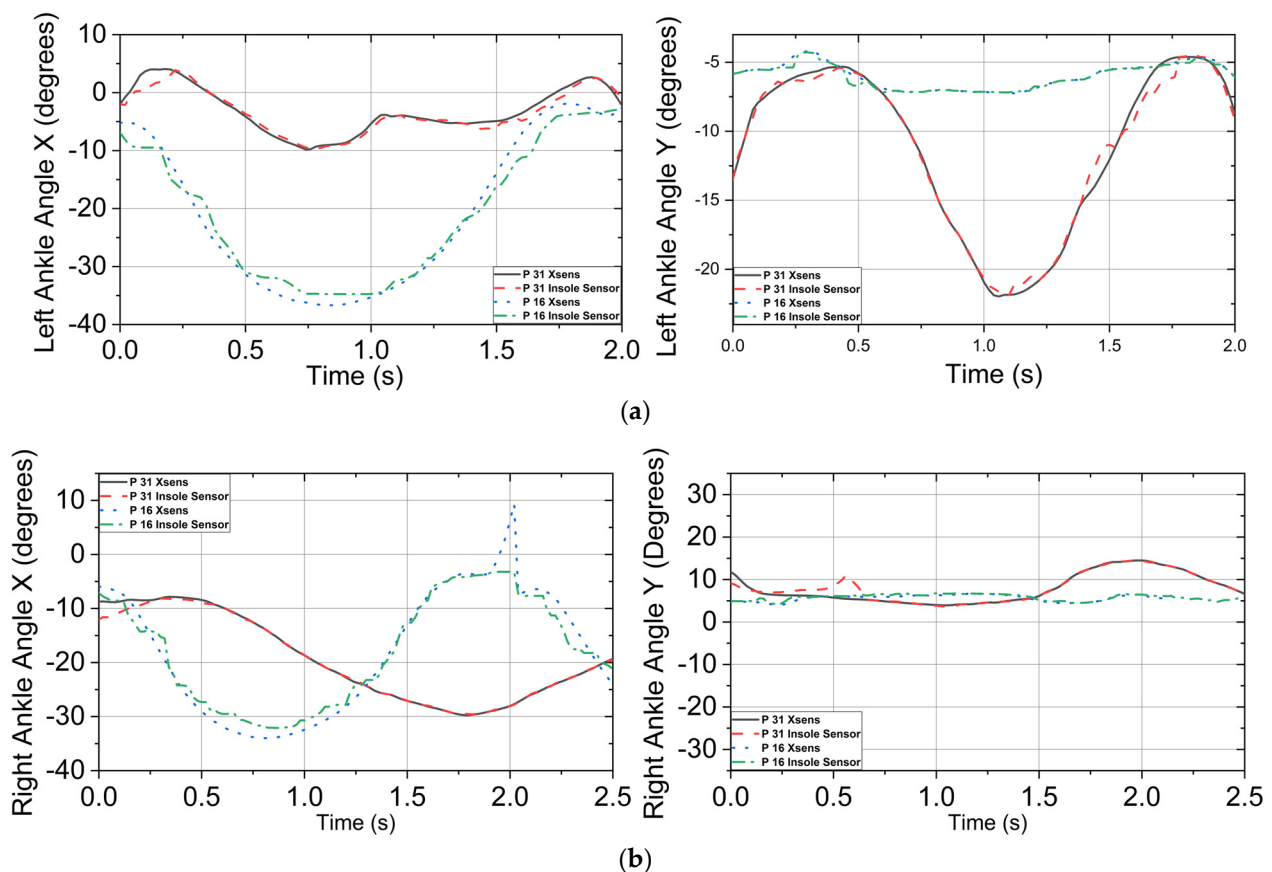 Left Ankle Angle X (degrees)
10
0
-10
-20
-30
-40
P 31 Xsens
P 31 Insole Sensor
P 16 Xsens
P 16 Insole Sensor
0.0 0.5 1.0 1.5 2.0
Time (s)
Left Ankle Angle Y (degrees)
-5
-10
-15
-20
P 31 Xsens
P 31 Insole Sensor
P 16 Xsens
P 16 Insole Sensor
0.0 0.5 1.0 1.5 2.0
Time (s)
(a)
Right Ankle Angle X (degrees)
P 31 Xsens
P 31 Insole Sensor
P 16 Xsens
P 16 Insole Sensor
10
0
-10
-20
-30
-40
0.0 0.5 1.0 1.5 2.0 2.5
Time (s)
Right Ankle Angle Y (Degrees)
30
20
10
0
-10
-20
-30
P 31 Xsens
P 31 Insole Sensor
P 16 Xsens
P 16 Insole Sensor
0.0 0.5 1.0 1.5 2.0 2.5
Time (s)
(b)